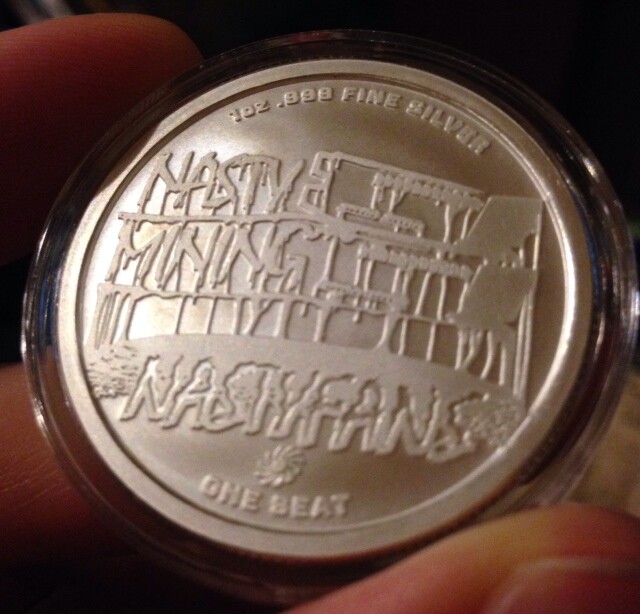 1oz .999 FINE SILVER
NASTY
MINING
NASTYFANS
ONE SEAT